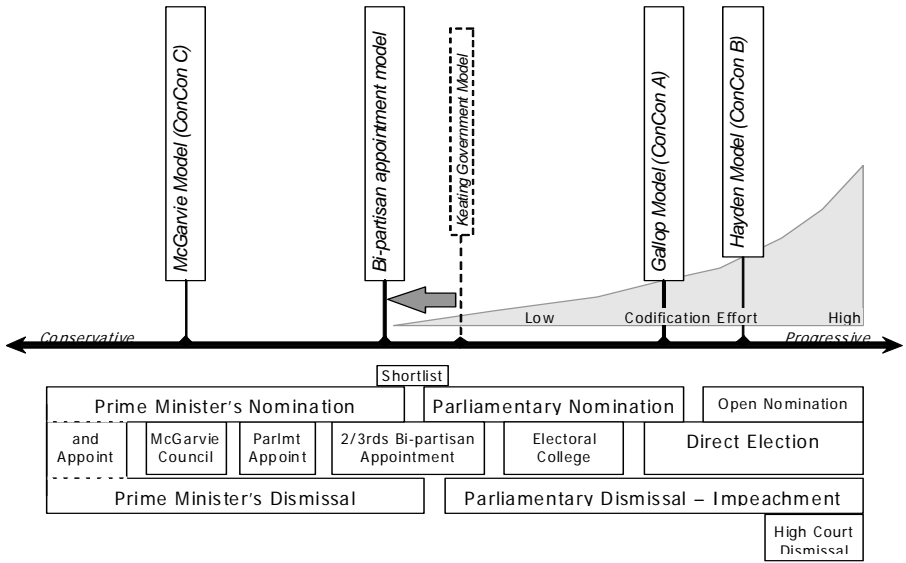 McGarvie Model (ConCon C)
Bi-partisan appointment model
Keating Government Model
Gallop Model (ConCon A)
Hayden Model (ConCon B)
Low Codification Effort High
Conservative Progressive
Shortlist
Prime Minister’s Nomination Parliamentary Nomination Open Nomination
and
Appoint
McGarvie
Council
Parlmt
Appoint
2/3rds Bi-partisan
Appointment
Electoral
College
Direct Election
Prime Minister’s Dismissal Parliamentary Dismissal – Impeachment
High Court
Dismissal